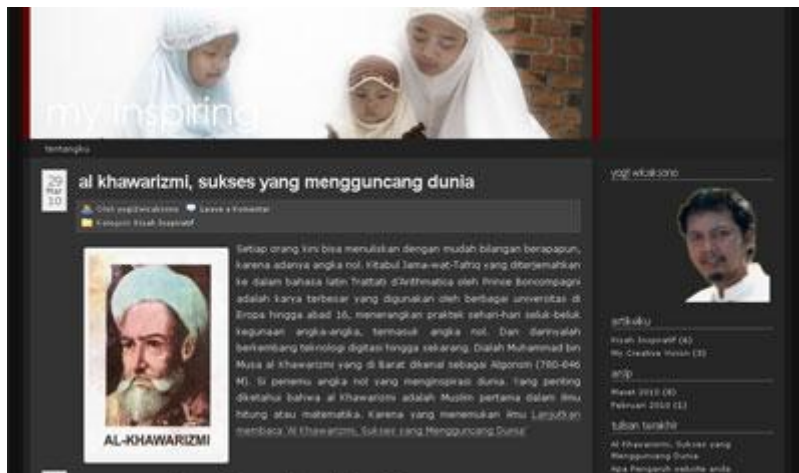 my inspiring
tentangku
29
Mar
10
al khawarizmi, sukses yang mengguncang dunia
Oleh yogi2wicaksono Leave a Komentar
Kategori Kisah Inspiratif
Setiap orang kini bisa menuliskan dengan mudah bilangan berapapun,
karena adanya angka nol. Kitabul Jama-wat-Tafriq yang diterjemahkan
ke dalam bahasa latin Trattati d'Arithmatica oleh Prince Boncompagni
adalah karya terbesar yang digunakan oleh berbagai universitas di
Eropa hingga abad 16, menerangkan praktek sehari-hari seluk-beluk
kegunaan angka-angka, termasuk angka nol. Dan darinyalah
berkembang teknologi digitasi hingga sekarang. Dialah Muhammad bin
Musa al Khawarizmi yang di Barat dikenal sebagai Algorizm (780-846
M). Si penemu angka nol yang menginspirasi dunia. Yang penting
diketahui bahwa al Khawarizmi adalah Muslim pertama dalam ilmu
hitung atau matematika. Karena yang menemukan ilmu Lanjutkan
membaca 'Al Khawarizmi, Sukses yang Mengguncang Dunia'
AL-KHAWARIZMI
yogi wicaksono
artikelku
Kisah Inspiratif (6)
My Creative Vision (3)
arsip
Maret 2010 (8)
Februari 2010 (1)
tulisan terakhir
Al Khawarizmi, Sukses yang
Mengguncang Dunia
Apa Pengaruh website anda